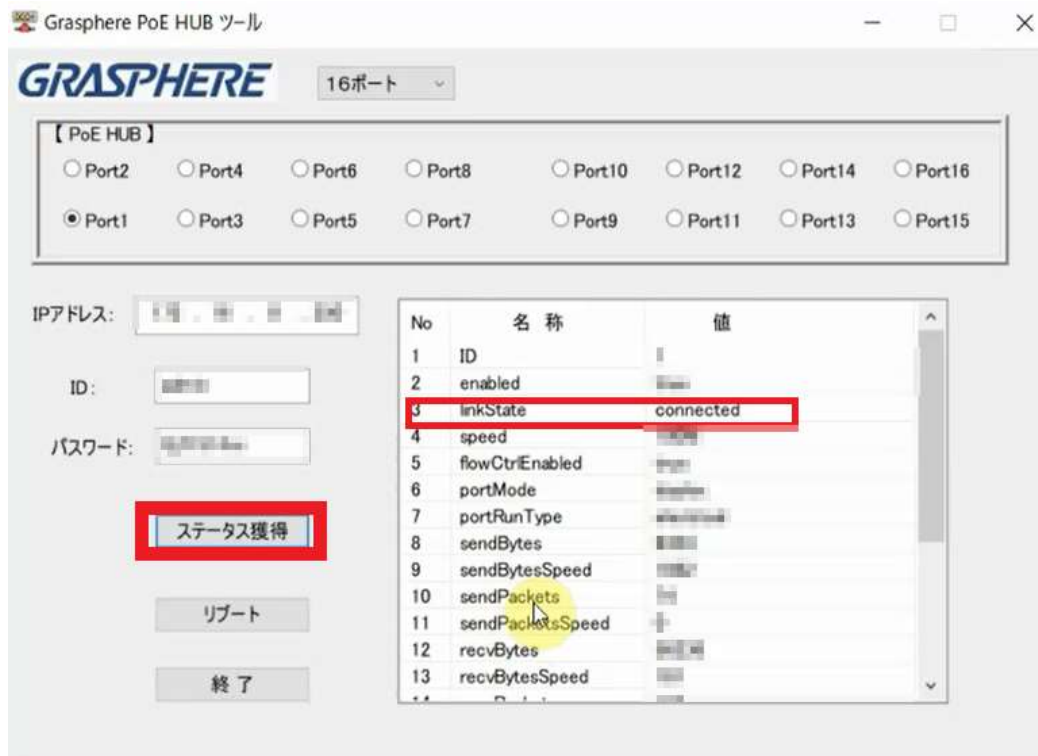 Grasphere PoE HUB ツール
GRASPHERE
16ポート
【 PoE HUB 】
Port2 Port4 Port6 Port8 Port10 Port12 Port14 Port16
Port1 Port3 Port5 Port7 Port9 Port11 Port13 Port15
IPアドレス:
ID:
パスワード:
ステータス獲得
リブート
終 了
No 名 称 値
1 ID
2 enabled
3 linkState connected
4 speed
5 flowCtrlEnabled
6 portMode
7 portRunType
8 sendBytes
9 sendBytesSpeed
10 sendPackets
11 sendPacketsSpeed
12 recvBytes
13 recvBytesSpeed